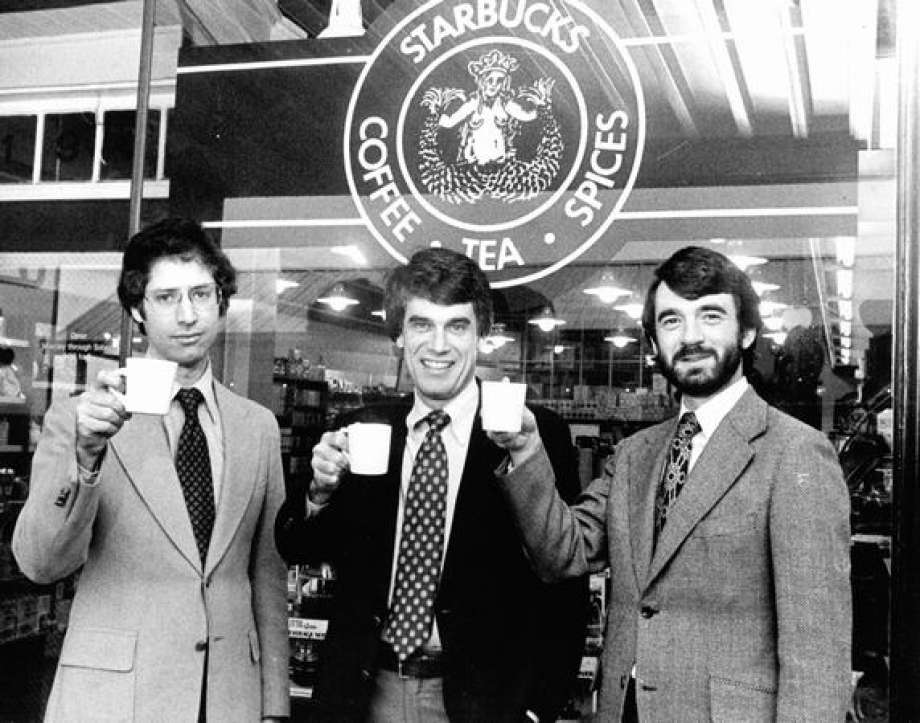 STARBUCKS
COFFEE • TEA • SPICES